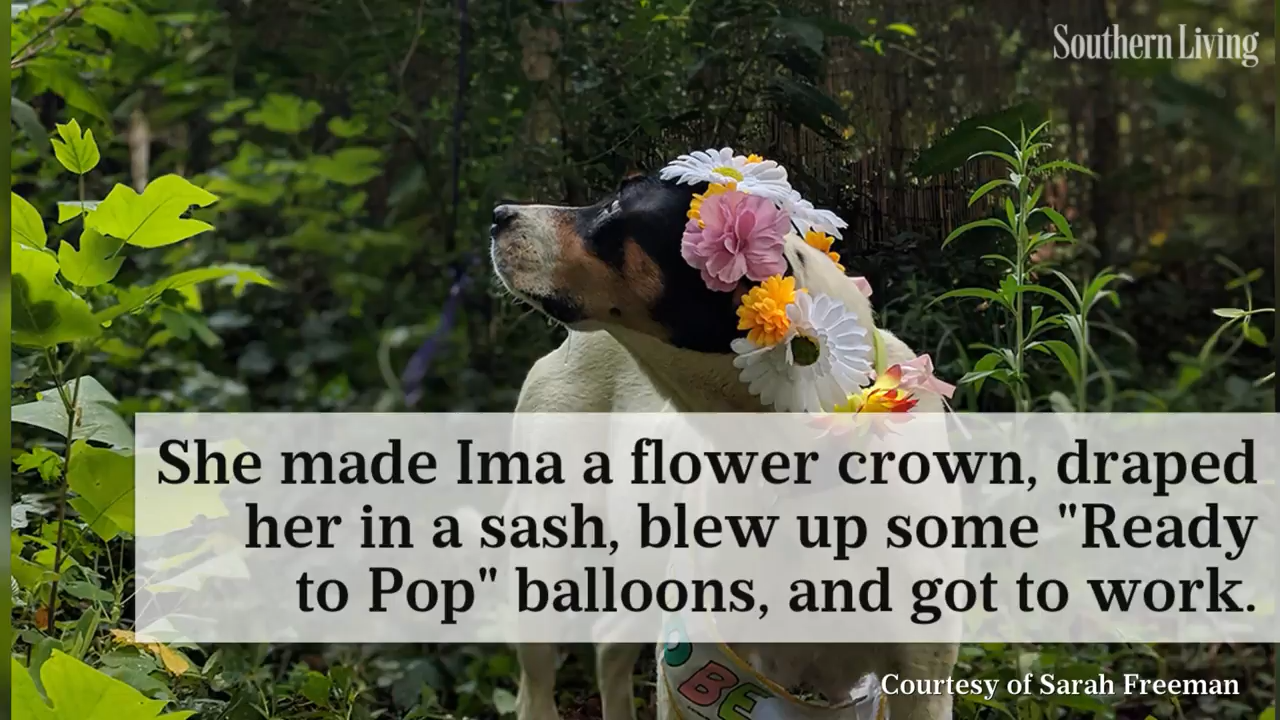 Southern Living
She made Ima a flower crown, draped
her in a sash, blew up some "Ready
to Pop" balloons, and got to work.
BE
Courtesy of Sarah Freeman